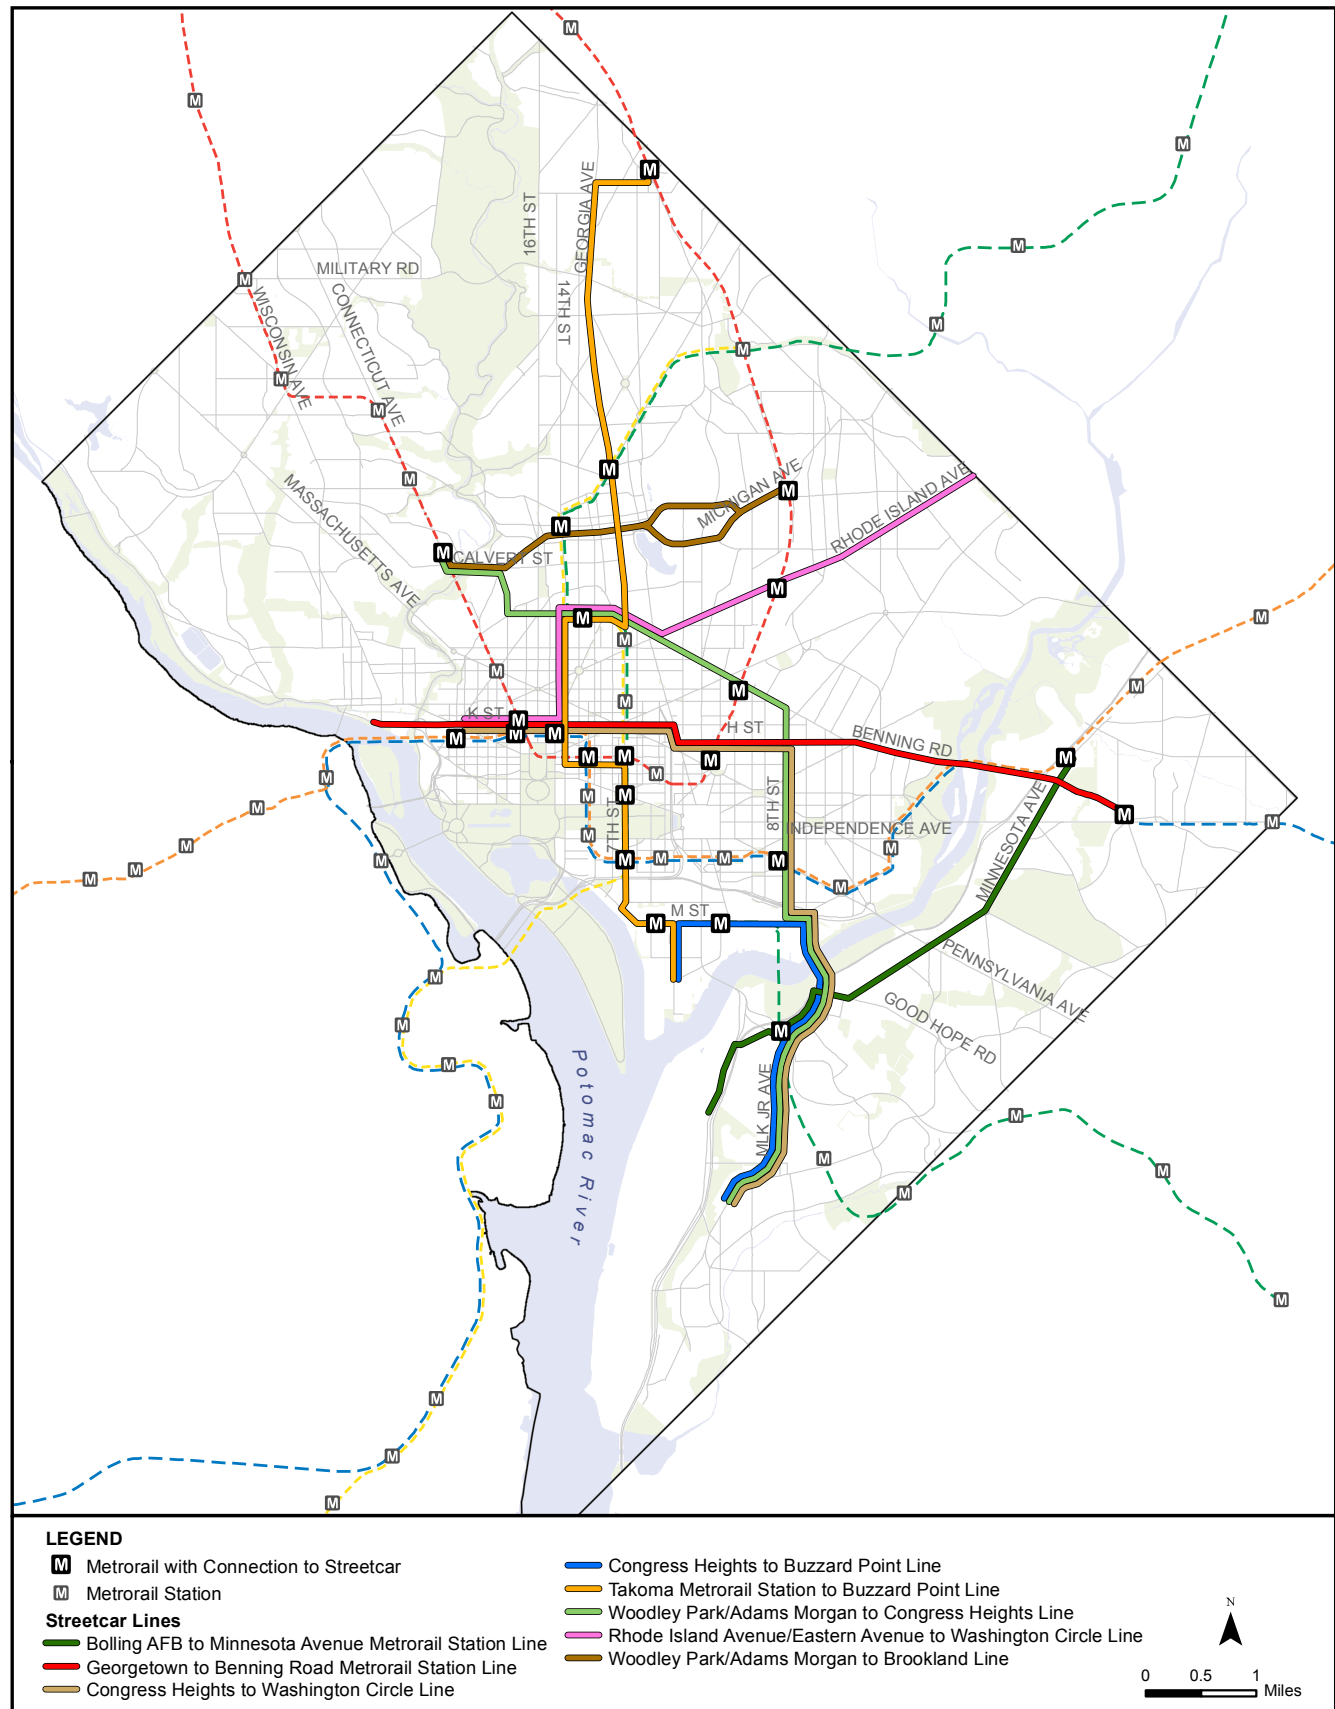 16TH ST
GEORGIA AVE
MILITARY RD
14TH ST
WISCONSIN AVE
CONNECTICUT AVE
MASSACHUSETTS AVE
MICHIGAN AVE
RHODE ISLAND AVE
CALVERT ST
K ST
H ST
BENNING RD
8TH ST
7TH ST
INDEPENDENCE AVE
MINNESOTA AVE
M ST
PENNSYLVANIA AVE
GOOD HOPE RD
MLK JR AVE
Potomac River
LEGEND
M Metrorail with Connection to Streetcar
M Metrorail Station
Streetcar Lines
Bolling AFB to Minnesota Avenue Metrorail Station Line
Georgetown to Benning Road Metrorail Station Line
Congress Heights to Washington Circle Line
Congress Heights to Buzzard Point Line
Takoma Metrorail Station to Buzzard Point Line
Woodley Park/Adams Morgan to Congress Heights Line
Rhode Island Avenue/Eastern Avenue to Washington Circle Line
Woodley Park/Adams Morgan to Brookland Line
N
0 0.5 1
Miles